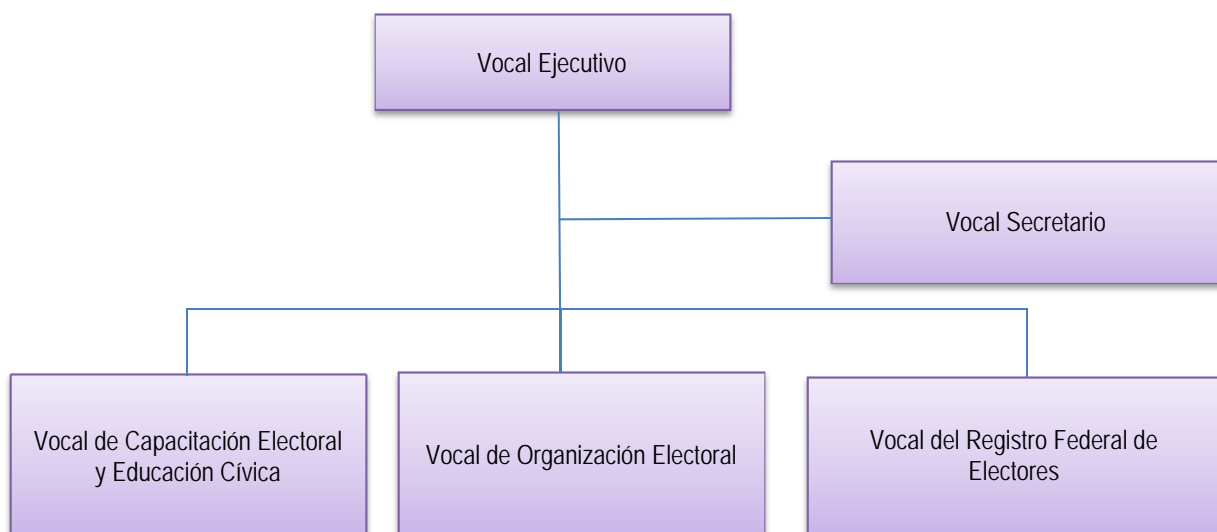 Vocal Ejecutivo
Vocal Secretario
Vocal de Capacitación Electoral
y Educación Cívica
Vocal de Organización Electoral
Vocal del Registro Federal de
Electores